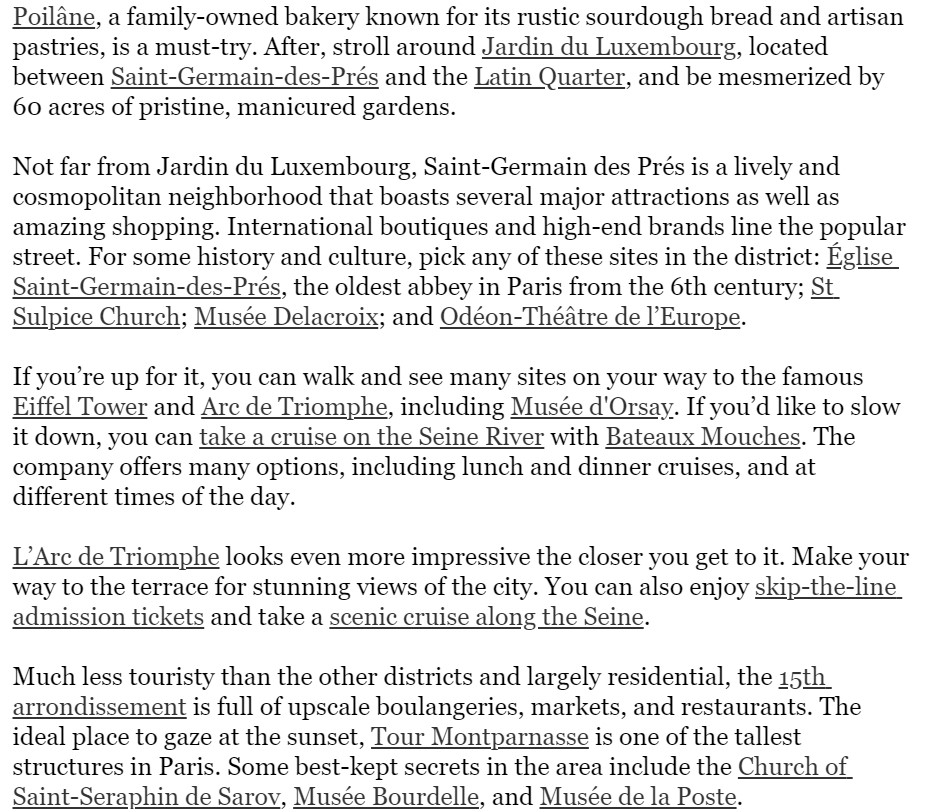 Poilâne, a family-owned bakery known for its rustic sourdough bread and artisan
pastries, is a must-try. After, stroll around Jardin du Luxembourg, located
between Saint-Germain-des-Prés and the Latin Quarter, and be mesmerized by
60 acres of pristine, manicured gardens.
Not far from Jardin du Luxembourg, Saint-Germain des Prés is a lively and
cosmopolitan neighborhood that boasts several major attractions as well as
amazing shopping. International boutiques and high-end brands line the popular
street. For some history and culture, pick any of these sites in the district: Église
Saint-Germain-des-Prés, the oldest abbey in Paris from the 6th century; St
Sulpice Church; Musée Delacroix; and Odéon-Théâtre de l’Europe.
If you’re up for it, you can walk and see many sites on your way to the famous
Eiffel Tower and Arc de Triomphe, including Musée d'Orsay. If you’d like to slow
it down, you can take a cruise on the Seine River with Bateaux Mouches. The
company offers many options, including lunch and dinner cruises, and at
different times of the day.
L’Arc de Triomphe looks even more impressive the closer you get to it. Make your
way to the terrace for stunning views of the city. You can also enjoy skip-the-line
admission tickets and take a scenic cruise along the Seine.
Much less touristy than the other districts and largely residential, the 15th
arrondissement is full of upscale boulangeries, markets, and restaurants. The
ideal place to gaze at the sunset, Tour Montparnasse is one of the tallest
structures in Paris. Some best-kept secrets in the area include the Church of
Saint-Seraphin de Sarov, Musée Bourdelle, and Musée de la Poste.